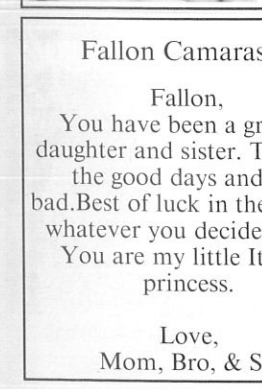 Fallon Camaras
Fallon,
You have been a gr
daughter and sister. T
the good days and
bad.Best of luck in the
whatever you decide
You are my little It
princess.
Love,
Mom, Bro, & S